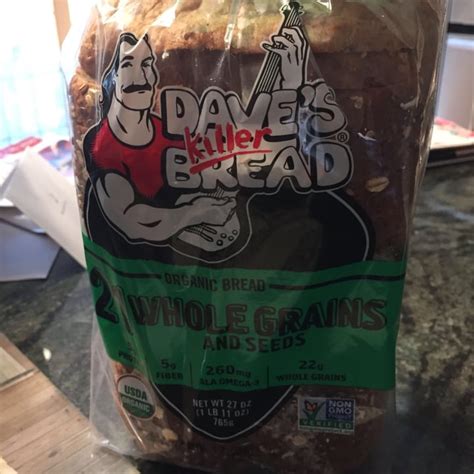 DAVE'S
killer
BREAD®
ORGANIC BREAD
21 WHOLE GRAINS
AND SEEDS
5g
FIBER
260mg
ALA OMEGA-3
22g
WHOLE GRAINS
NET WT 27 OZ
(1 LB 11 OZ)
765g
USDA
ORGANIC
NON
GMO
VERIFIED